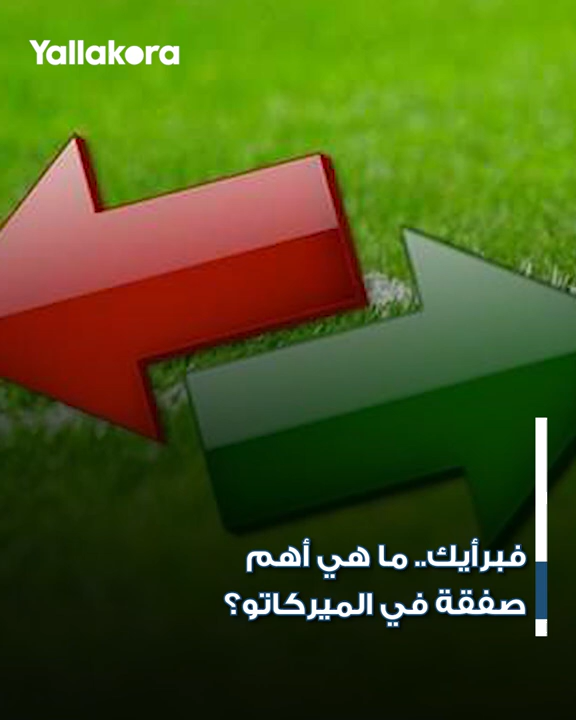 Yallakora
فبرأيك.. ما هي أهم
صفقة في الميركاتو؟